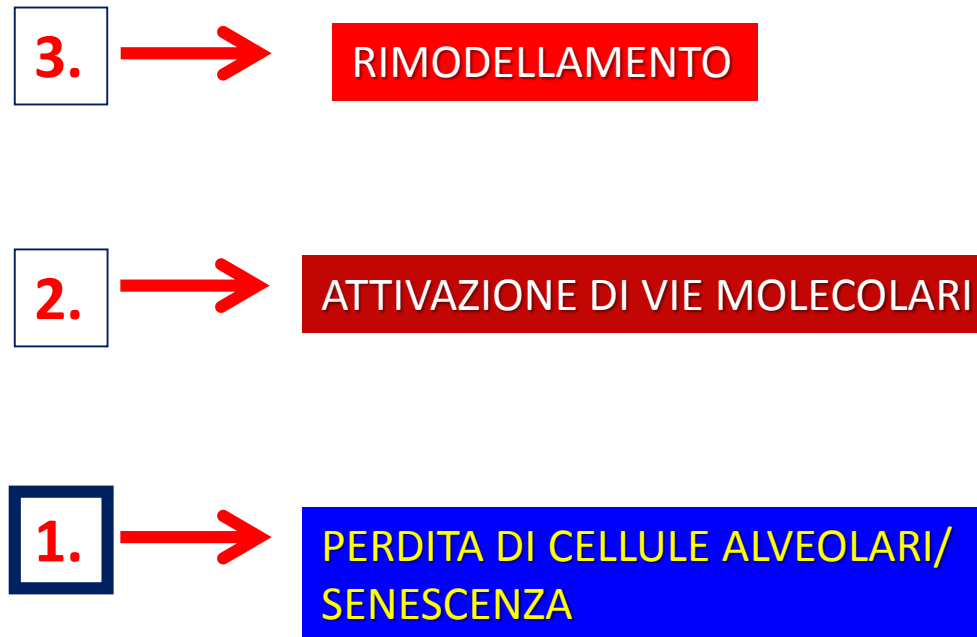 3.
RIMODELLAMENTO
2.
ATTIVAZIONE DI VIE MOLECOLARI
1.
PERDITA DI CELLULE ALVEOLARI/
SENESCENZA